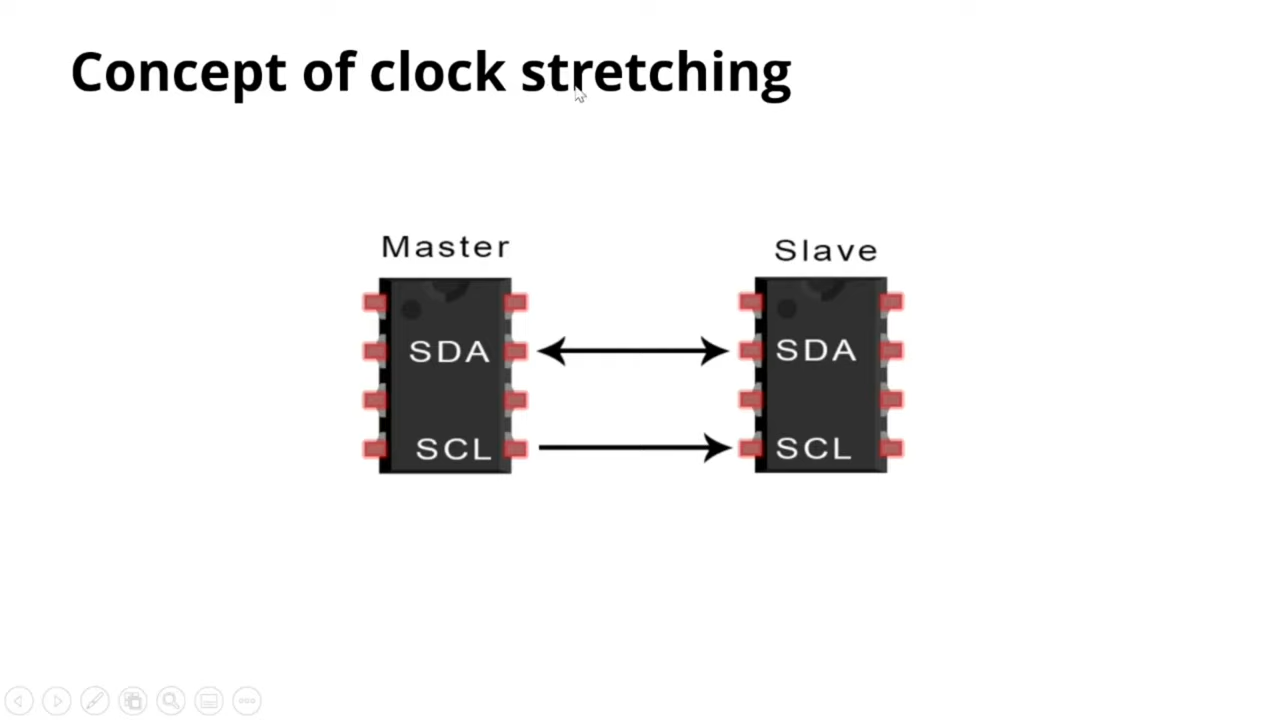 Concept of clock stretching
Master
Slave
SDA
SDA
SCL
SCL